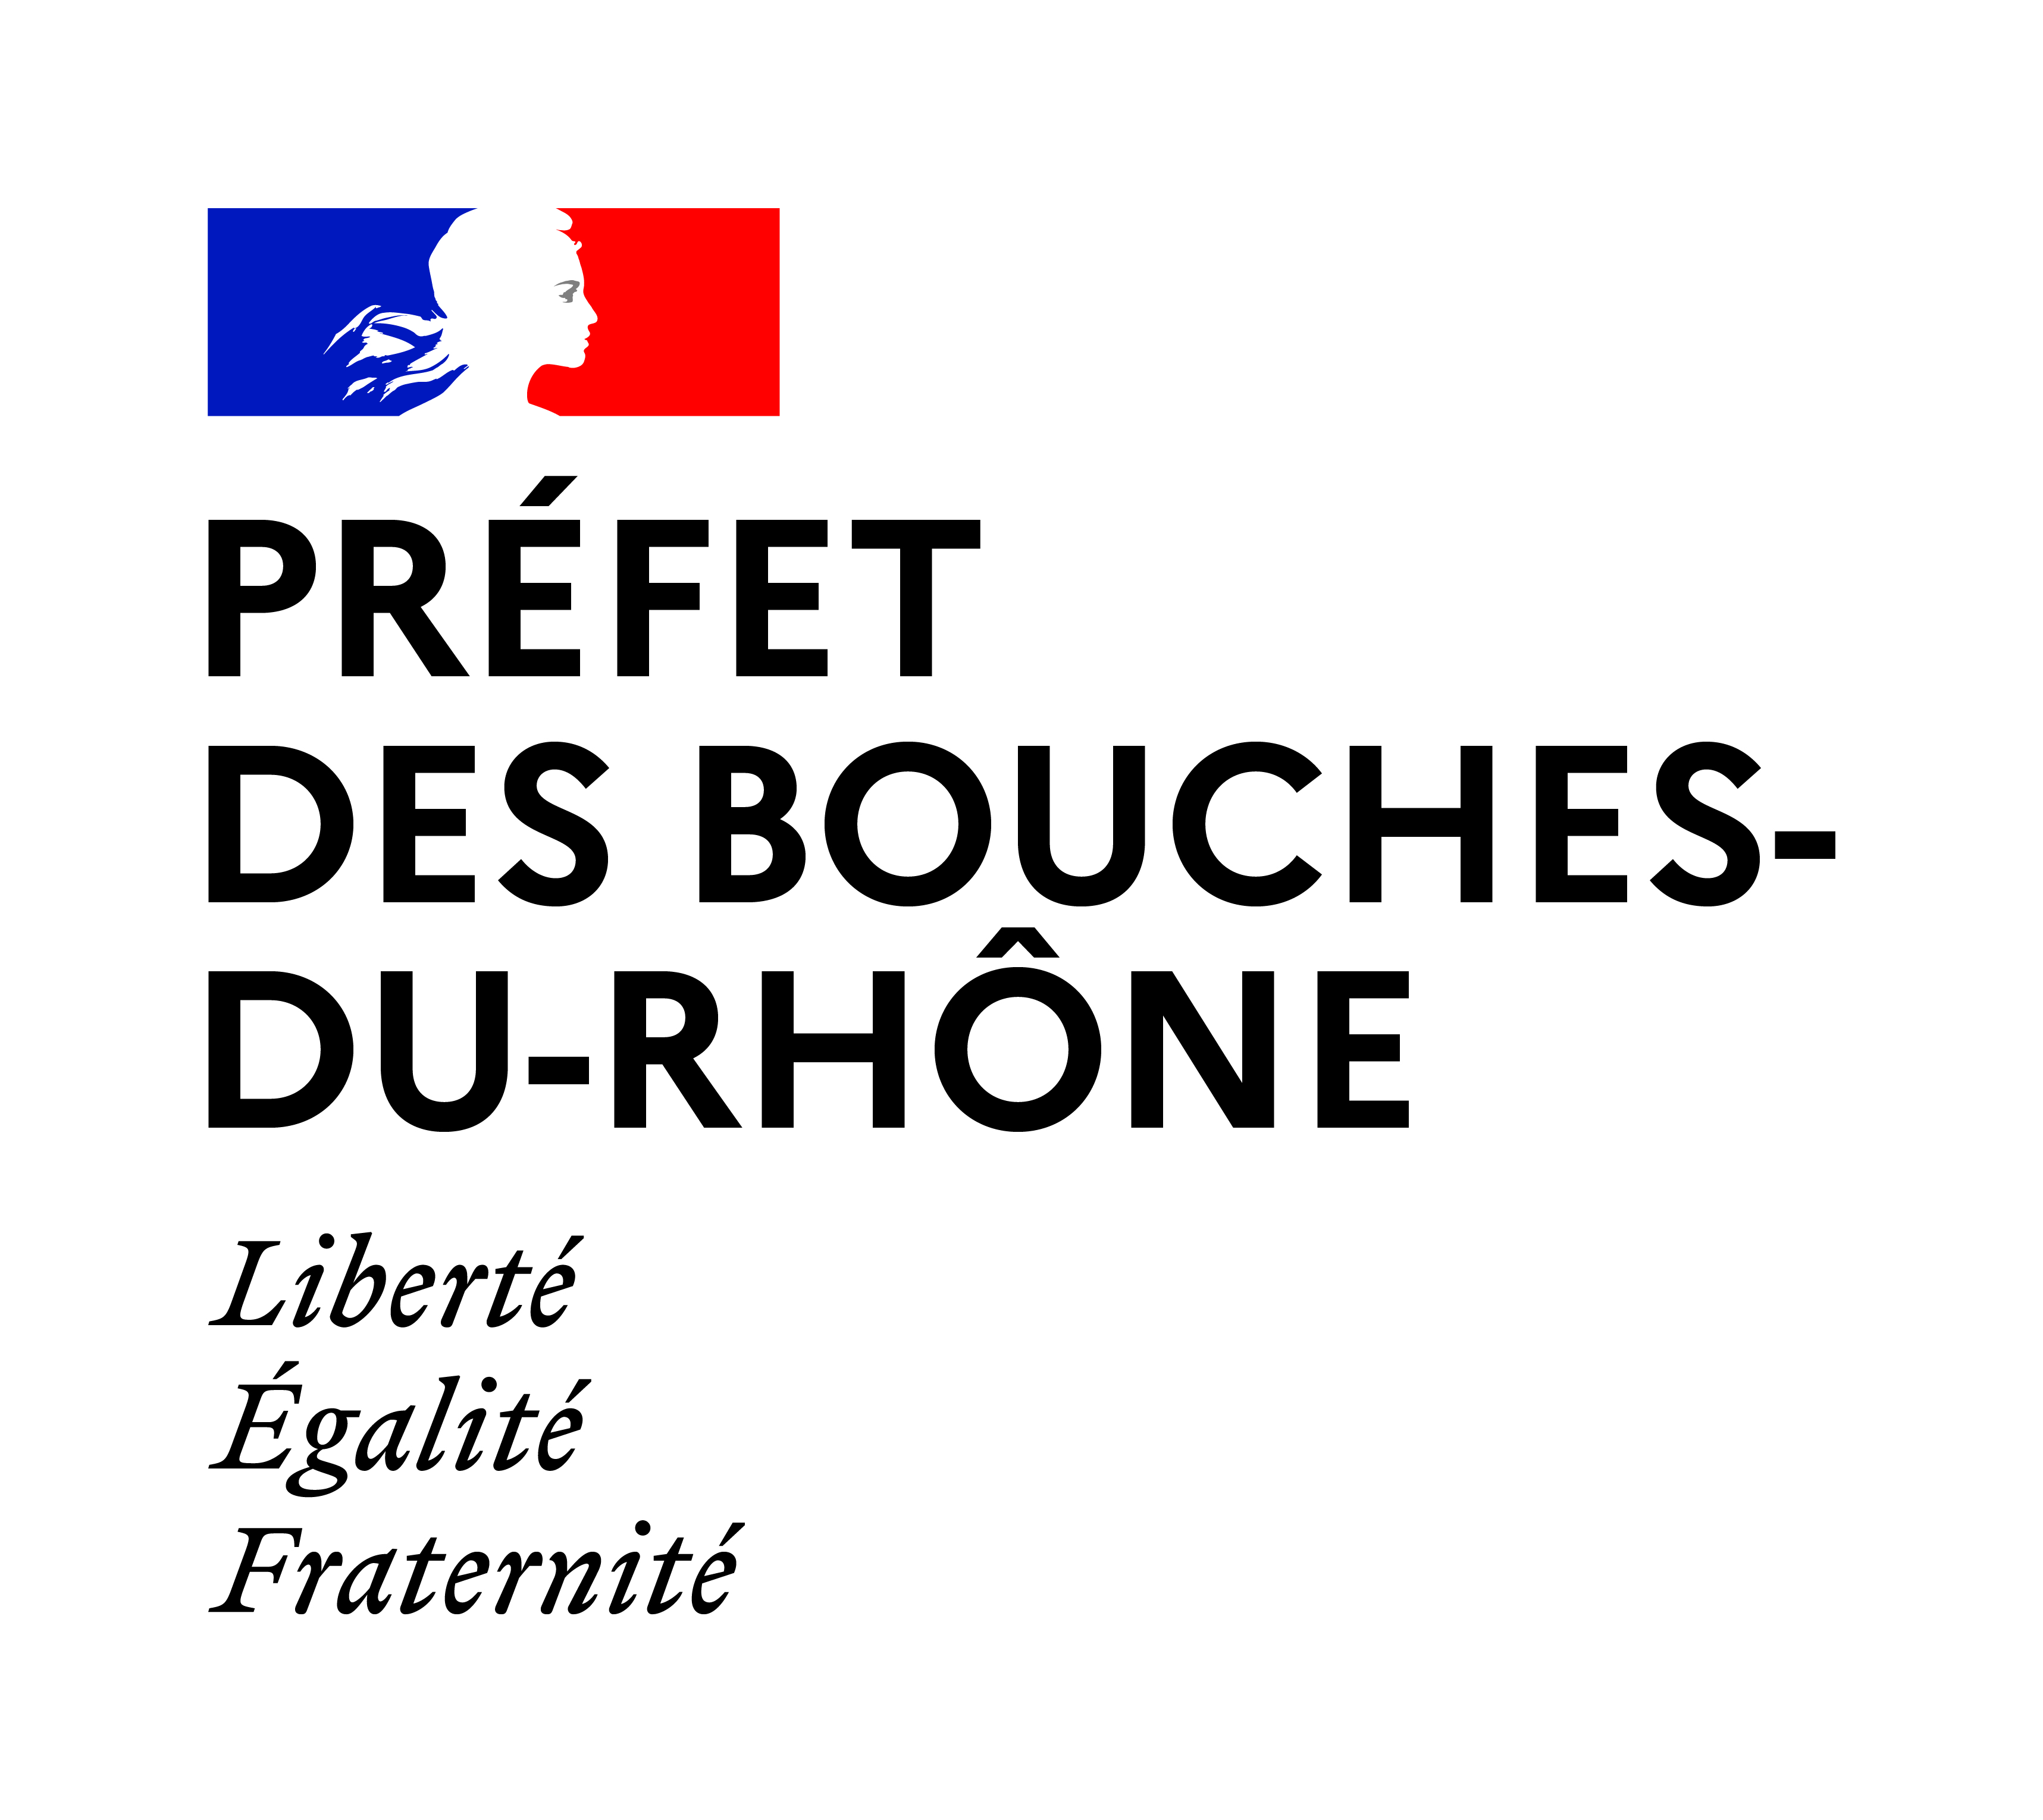 PRÉFET
DES BOUCHES-
DU-RHÔNE
Liberté
Égalité
Fraternité